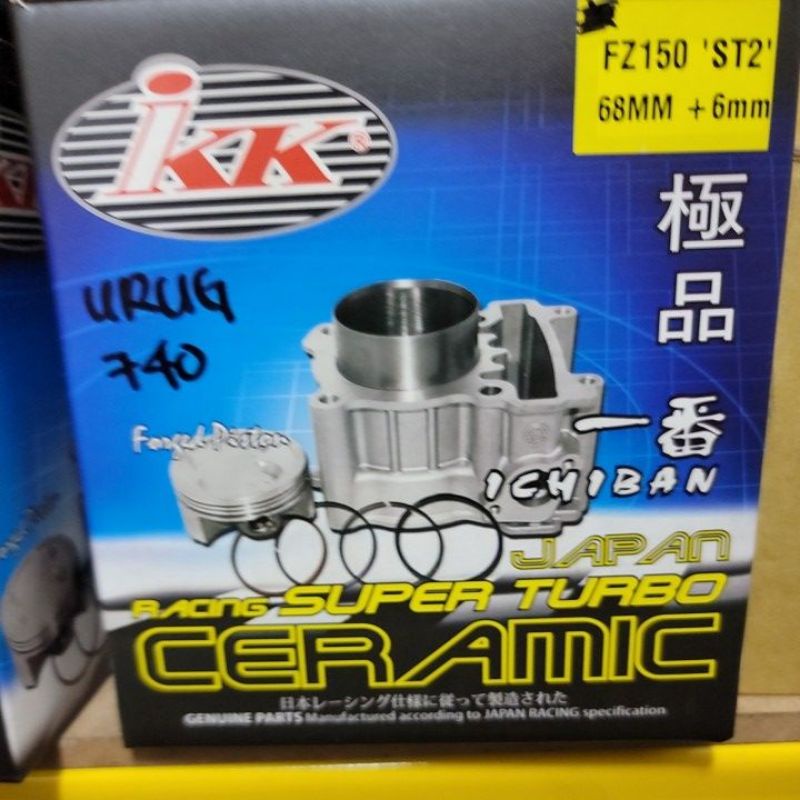 ikk®
FZ150 'ST2'
68MM +6mm
極品
URUG
740
Forged Piston
一番
ICHIBAN
JAPAN
RACING SUPER TURBO
CERAMIC
日本レーシング仕様に従って製造された
GENUINE PARTS Manufactured according to JAPAN RACING specification